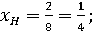 x_H = 2/8 = 1/4;